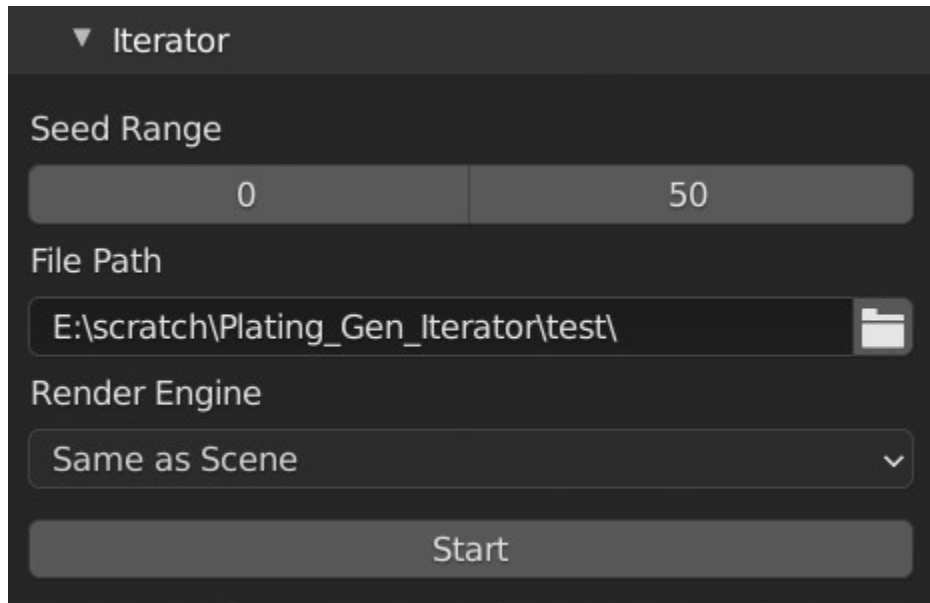 Iterator
Seed Range
0 50
File Path
E:\scratch\Plating_Gen_Iterator\test\
Render Engine
Same as Scene
Start